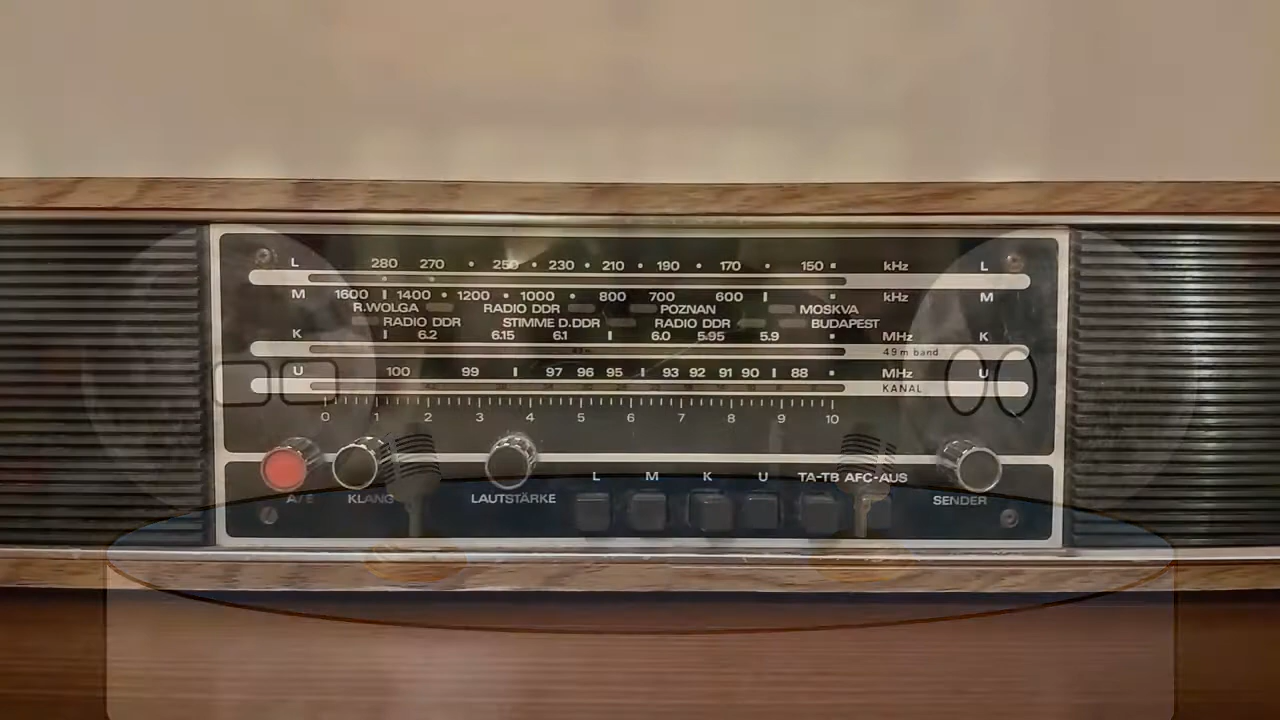 L 280 270 250 230 210 190 170 150 kHz L
M 1600 1400 1200 1000 800 700 600 kHz M
R.WOLGA RADIO DDR POZNAN MOSKVA
RADIO DDR STIMME D.DDR RADIO DDR BUDAPEST
K 6.2 6.15 6.1 6.0 5.95 5.9 MHz K
49m band
U 100 99 97 96 95 93 92 91 90 88 MHz U
KANAL
0 1 2 3 4 5 6 7 8 9 10
L M K U TA-TB AFC-AUS
A/E KLANG LAUTSTÄRKE SENDER